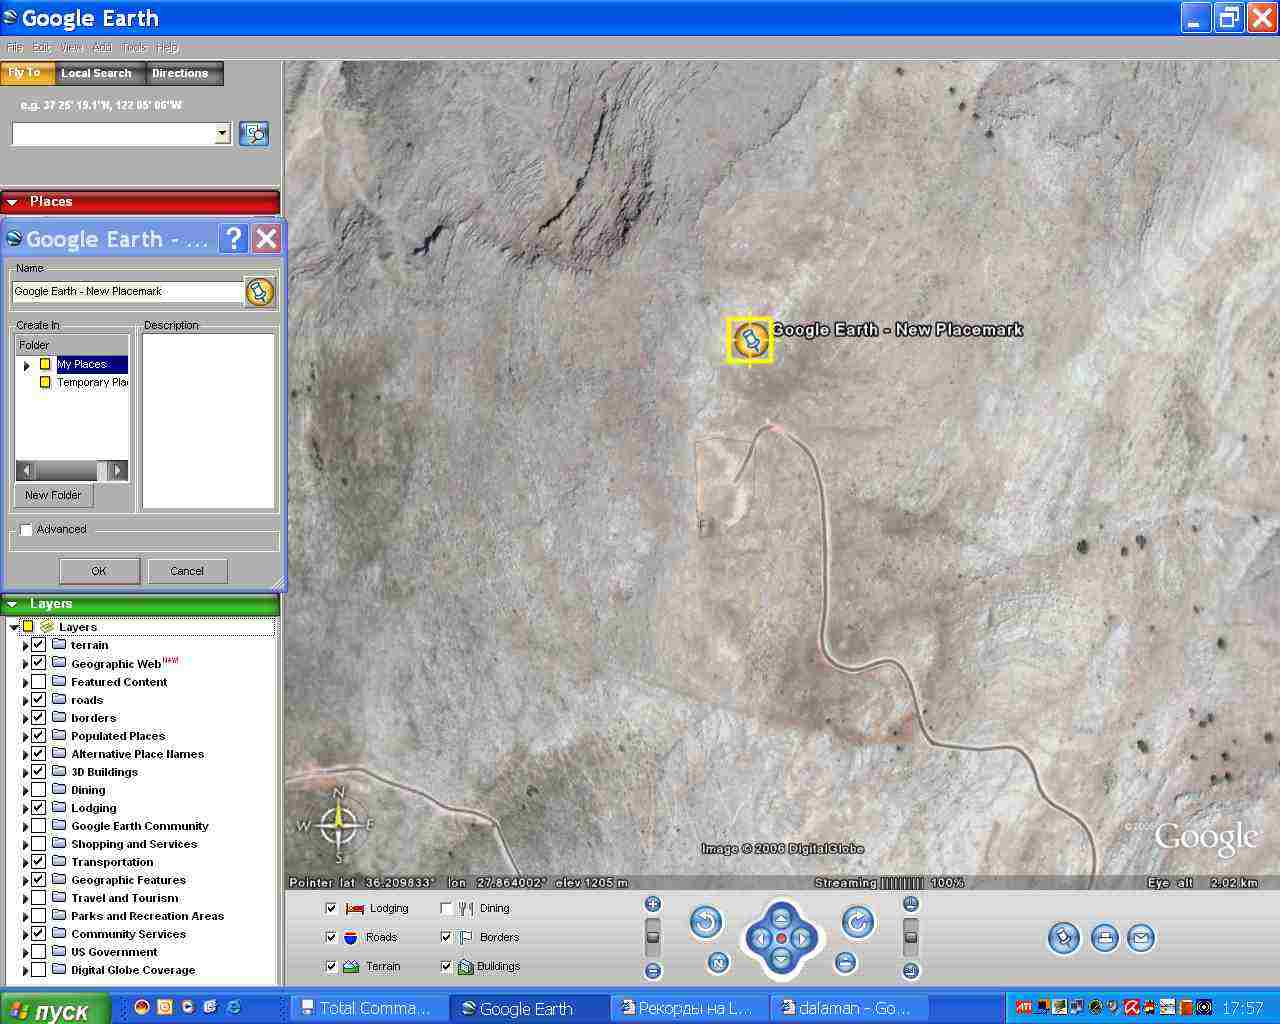 Google Earth
File Edit View Add Tools Help
Fly To Local Search Directions
e.g. 37 25' 19.1"N, 122 05' 06"W
Places
Google Earth - ...
Name
Google Earth - New Placemark
Create In
Description
Folder
My Places
Temporary Pla
New Folder
Advanced
OK Cancel
Layers
Layers
terrain
Geographic Web New!
Featured Content
roads
borders
Populated Places
Alternative Place Names
3D Buildings
Dining
Lodging
Google Earth Community
Shopping and Services
Transportation
Geographic Features
Travel and Tourism
Parks and Recreation Areas
Community Services
US Government
Digital Globe Coverage
Google Earth - New Placemark
N
W E
S
Image © 2006 DigitalGlobe
Google
Pointer lat 36.209833° lon 27.864002° elev 1205 m Streaming |||||||||| 100% Eye alt 2.02 km
Lodging Dining
Roads Borders
Terrain Buildings
N
пуск Total Comma... Google Earth Рекорды на L... dalaman - Go... ATI 17:57